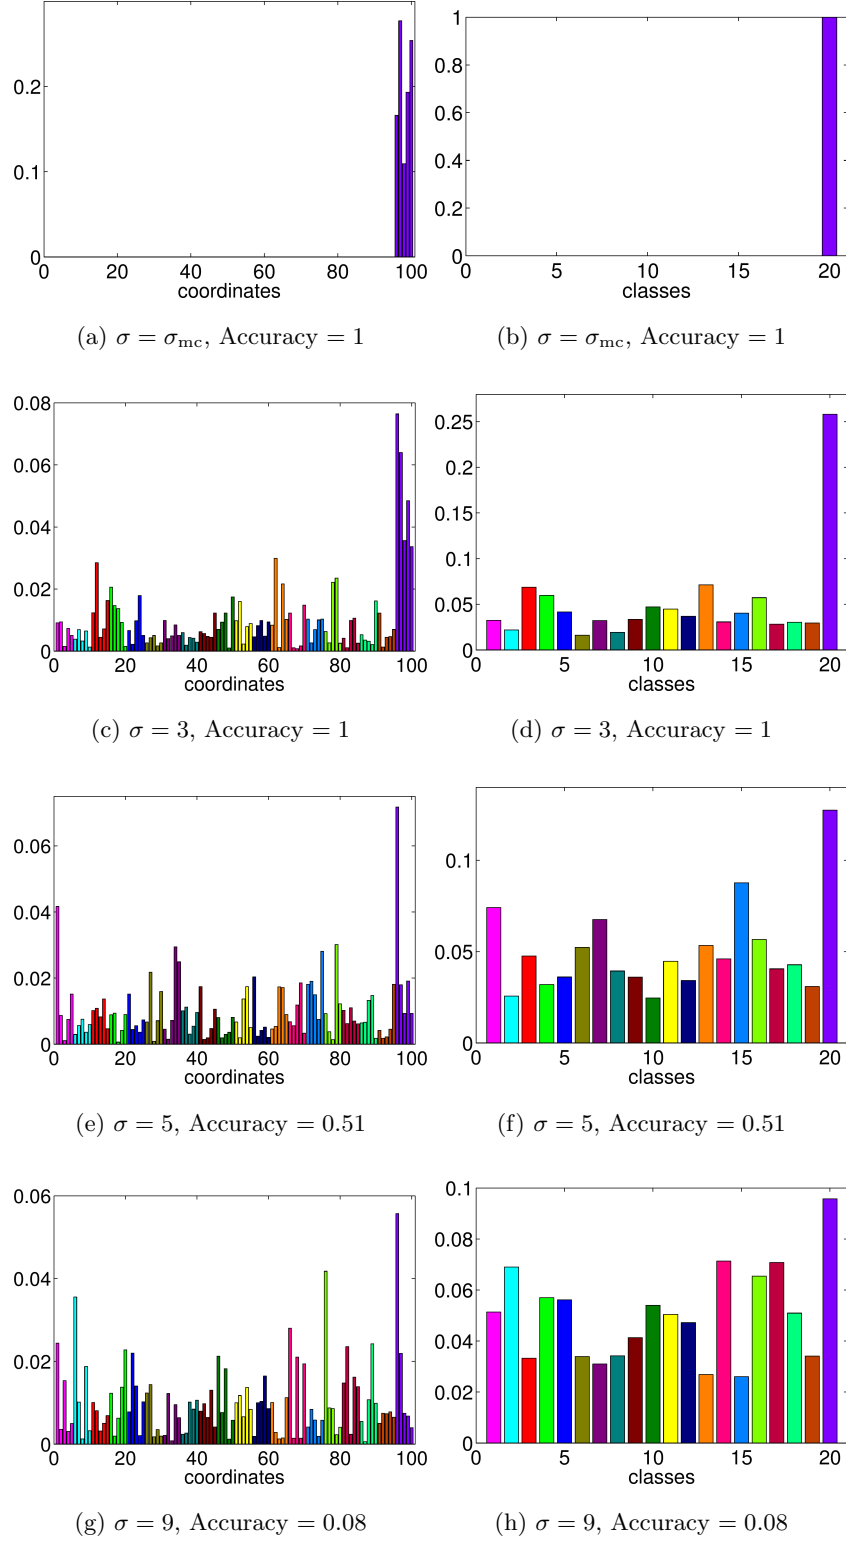 0.2
0.1
0
0 20 40 60 80 100
coordinates
(a) σ = σmc, Accuracy = 1
1
0.8
0.6
0.4
0.2
0
0 5 10 15 20
classes
(b) σ = σmc, Accuracy = 1
0.08
0.06
0.04
0.02
0
0 20 40 60 80 100
coordinates
(c) σ = 3, Accuracy = 1
0.25
0.2
0.15
0.1
0.05
0
0 5 10 15 20
classes
(d) σ = 3, Accuracy = 1
0.06
0.04
0.02
0
0 20 40 60 80 100
coordinates
(e) σ = 5, Accuracy = 0.51
0.1
0.05
0
0 5 10 15 20
classes
(f) σ = 5, Accuracy = 0.51
0.06
0.04
0.02
0
0 20 40 60 80 100
coordinates
(g) σ = 9, Accuracy = 0.08
0.1
0.08
0.06
0.04
0.02
0
0 5 10 15 20
classes
(h) σ = 9, Accuracy = 0.08